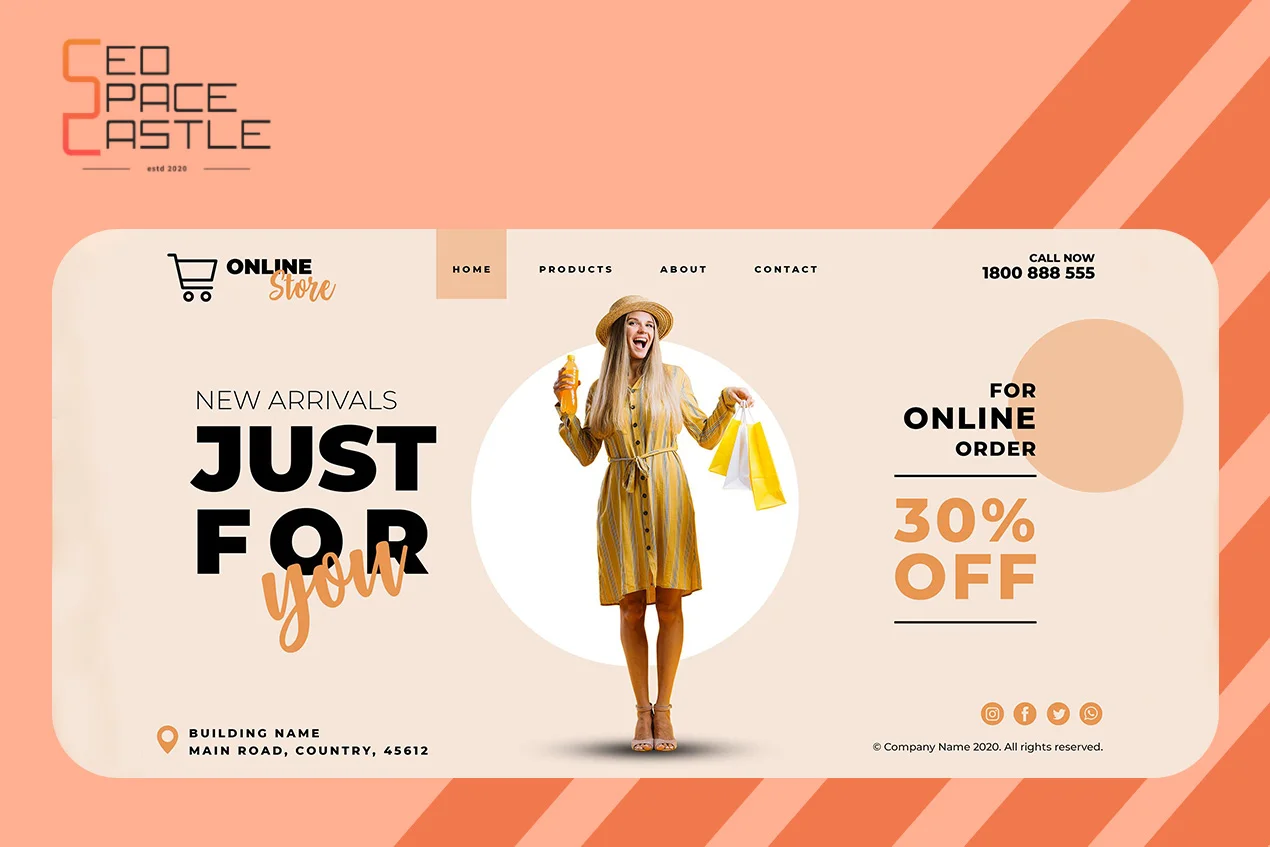 SEO
SPACE
CASTLE
estd 2020
ONLINE
Store
HOME
PRODUCTS
ABOUT
CONTACT
CALL NOW
1800 888 555
NEW ARRIVALS
JUST
FOR
you
FOR
ONLINE
ORDER
30%
OFF
BUILDING NAME
MAIN ROAD, COUNTRY, 45612
© Company Name 2020. All rights reserved.